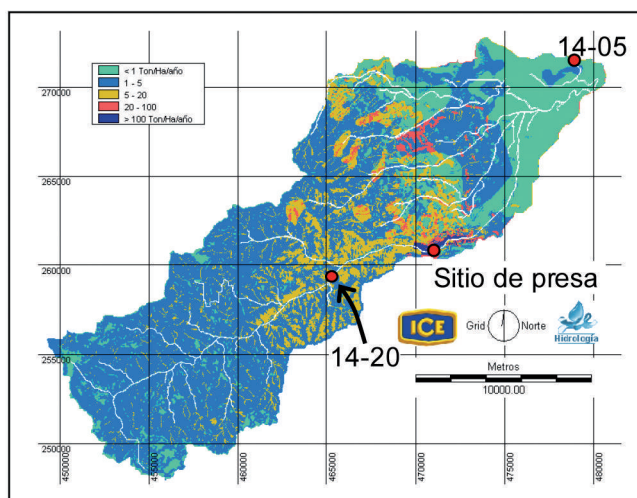 14-05
< 1 Ton/Ha/año
1 - 5
5 - 20
20 - 100
> 100 Ton/Ha/año
270000
265000
260000
255000
250000
Sitio de presa
ICE
Grid
Norte
Hidrología
14-20
Metros
10000.00
450000
455000
460000
465000
470000
475000
480000